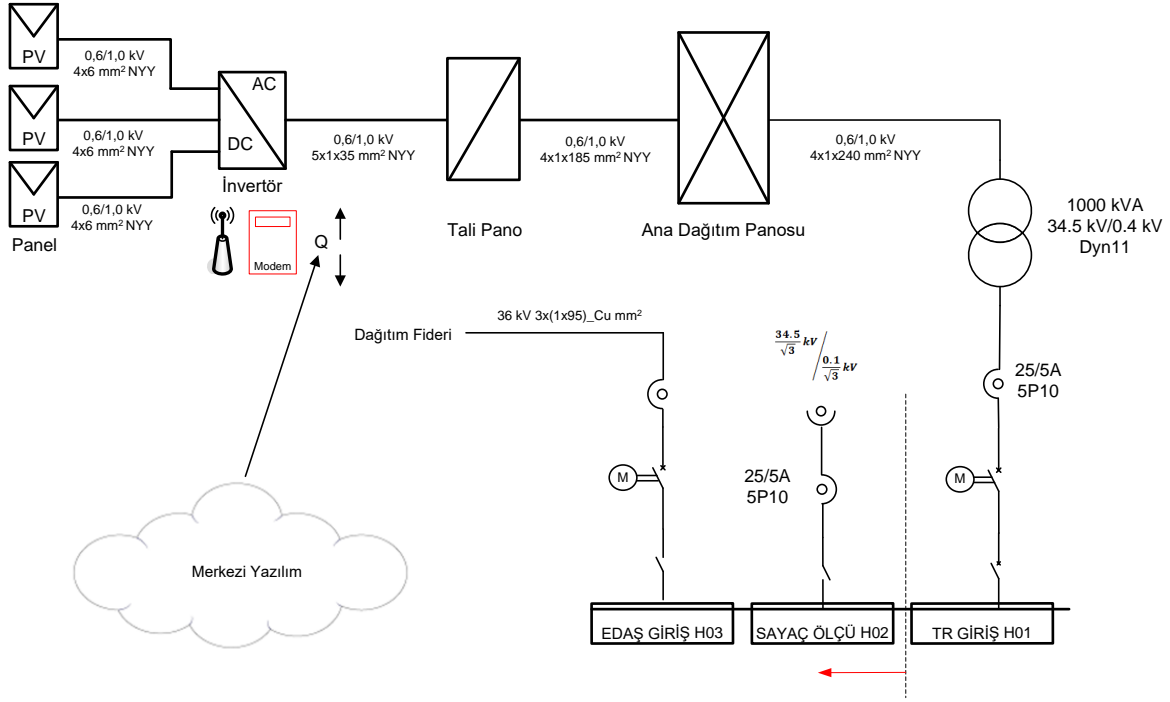 PV
0,6/1,0 kV
4x6 mm² NYY
PV
0,6/1,0 kV
4x6 mm² NYY
PV
0,6/1,0 kV
4x6 mm² NYY
Panel
AC
DC
İnvertör
Modem
Q
0,6/1,0 kV
5x1x35 mm² NYY
Tali Pano
0,6/1,0 kV
4x1x185 mm² NYY
Ana Dağıtım Panosu
0,6/1,0 kV
4x1x240 mm² NYY
1000 kVA
34.5 kV/0.4 kV
Dyn11
Dağıtım Fideri
36 kV 3x(1x95)_Cu mm²
34.5/√3 kV / 0.1/√3 kV
25/5A
5P10
M
25/5A
5P10
M
Merkezi Yazılım
EDAŞ GİRİŞ H03
SAYAÇ ÖLÇÜ H02
TR GİRİŞ H01